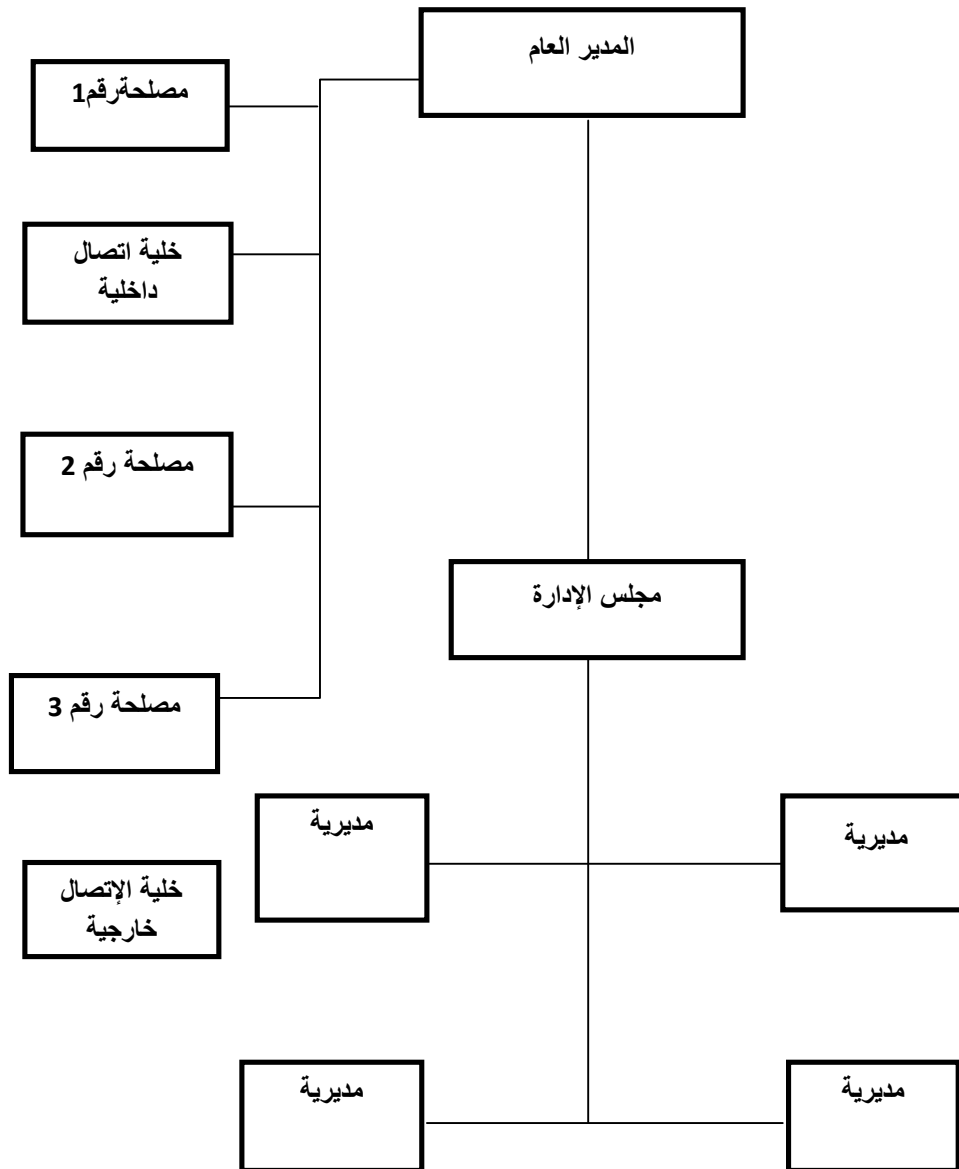 المدير العام
مصلحةرقم1
خلية اتصال
داخلية
مصلحة رقم 2
مجلس الإدارة
مصلحة رقم 3
مديرية
مديرية
خلية الإتصال
خارجية
مديرية
مديرية